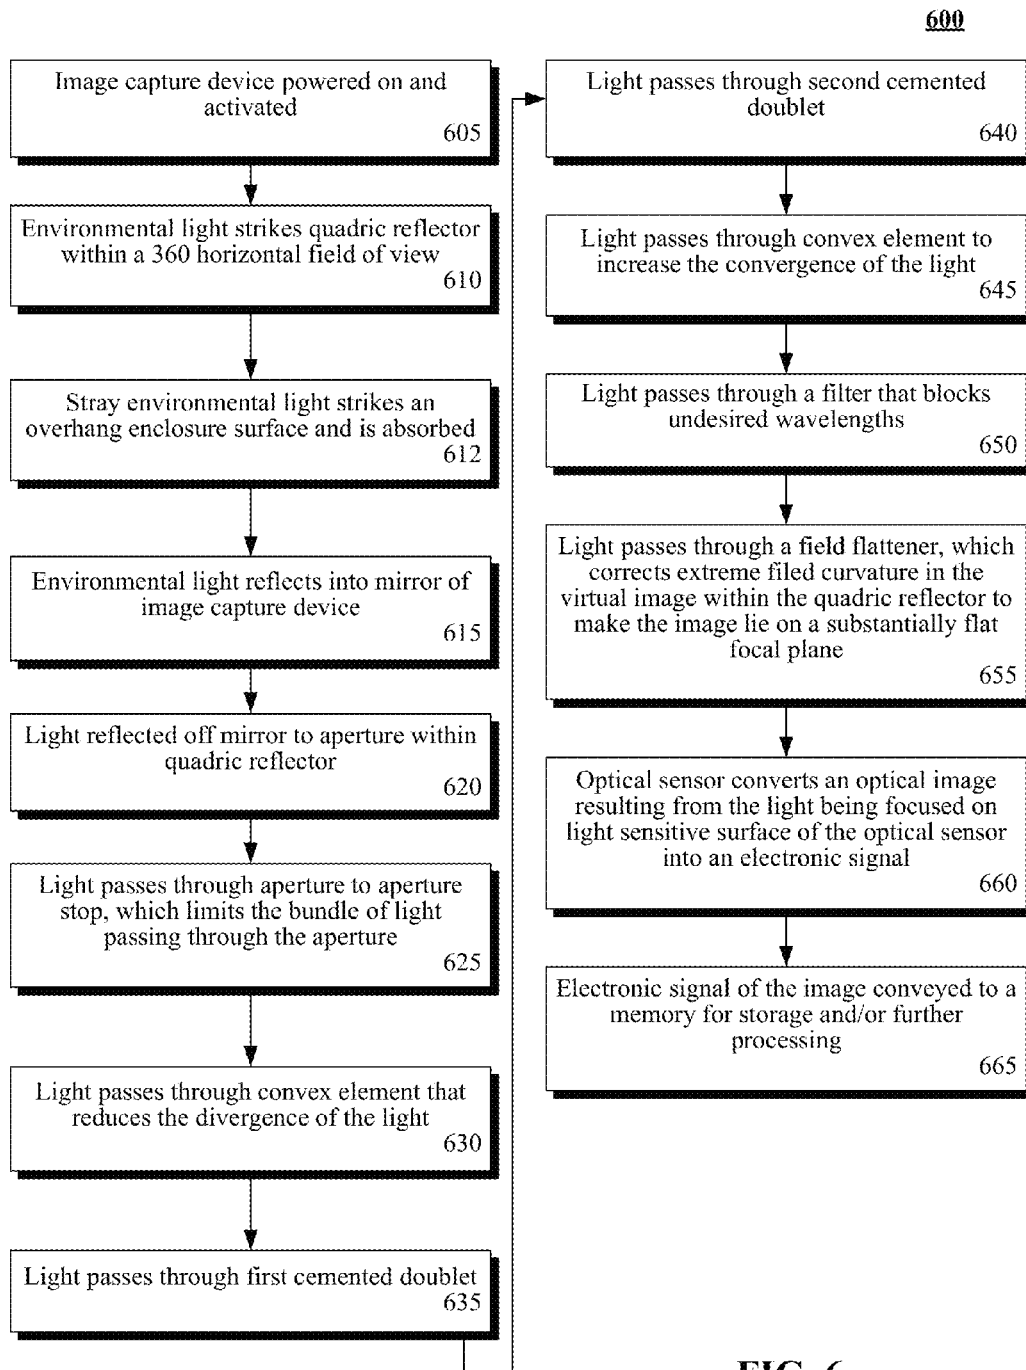 600
Image capture device powered on and
activated
605
Environmental light strikes quadric reflector
within a 360 horizontal field of view
610
Stray environmental light strikes an
overhang enclosure surface and is absorbed
612
Environmental light reflects into mirror of
image capture device
615
Light reflected off mirror to aperture within
quadric reflector
620
Light passes through aperture to aperture
stop, which limits the bundle of light
passing through the aperture
625
Light passes through convex element that
reduces the divergence of the light
630
Light passes through first cemented doublet
635
Light passes through second cemented
doublet
640
Light passes through convex element to
increase the convergence of the light
645
Light passes through a filter that blocks
undesired wavelengths
650
Light passes through a field flattener, which
corrects extreme filed curvature in the
virtual image within the quadric reflector to
make the image lie on a substantially flat
focal plane
655
Optical sensor converts an optical image
resulting from the light being focused on
light sensitive surface of the optical sensor
into an electronic signal
660
Electronic signal of the image conveyed to a
memory for storage and/or further
processing
665
FIG. 6